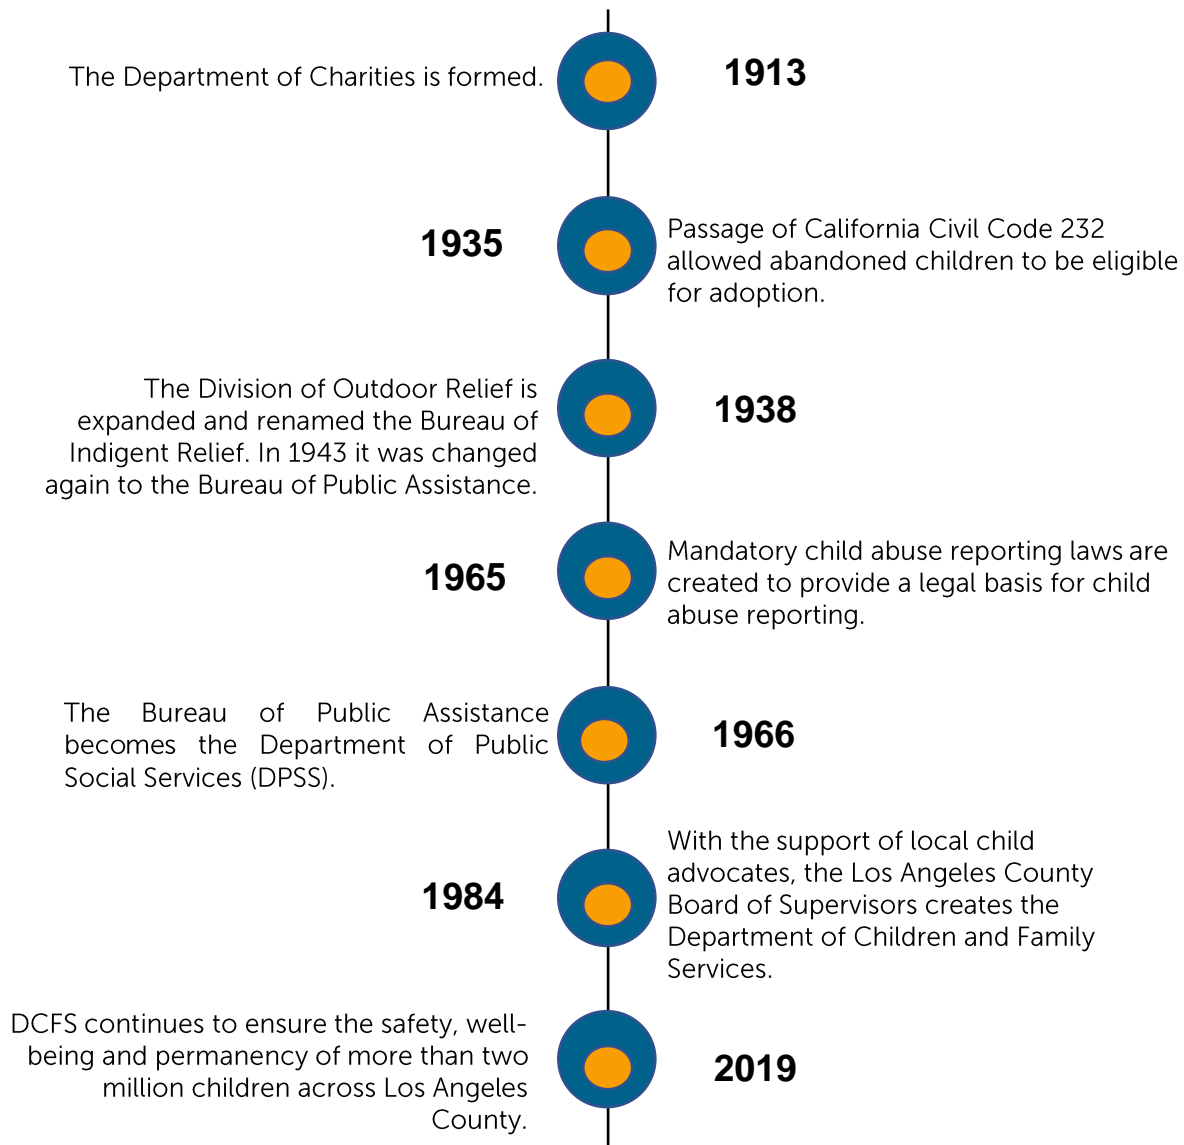 The Department of Charities is formed.
1913
1935
Passage of California Civil Code 232
allowed abandoned children to be eligible
for adoption.
The Division of Outdoor Relief is
expanded and renamed the Bureau of
Indigent Relief. In 1943 it was changed
again to the Bureau of Public Assistance.
1938
1965
Mandatory child abuse reporting laws are
created to provide a legal basis for child
abuse reporting.
The Bureau of Public Assistance
becomes the Department of Public
Social Services (DPSS).
1966
1984
With the support of local child
advocates, the Los Angeles County
Board of Supervisors creates the
Department of Children and Family
Services.
DCFS continues to ensure the safety, well-
being and permanency of more than two
million children across Los Angeles
County.
2019